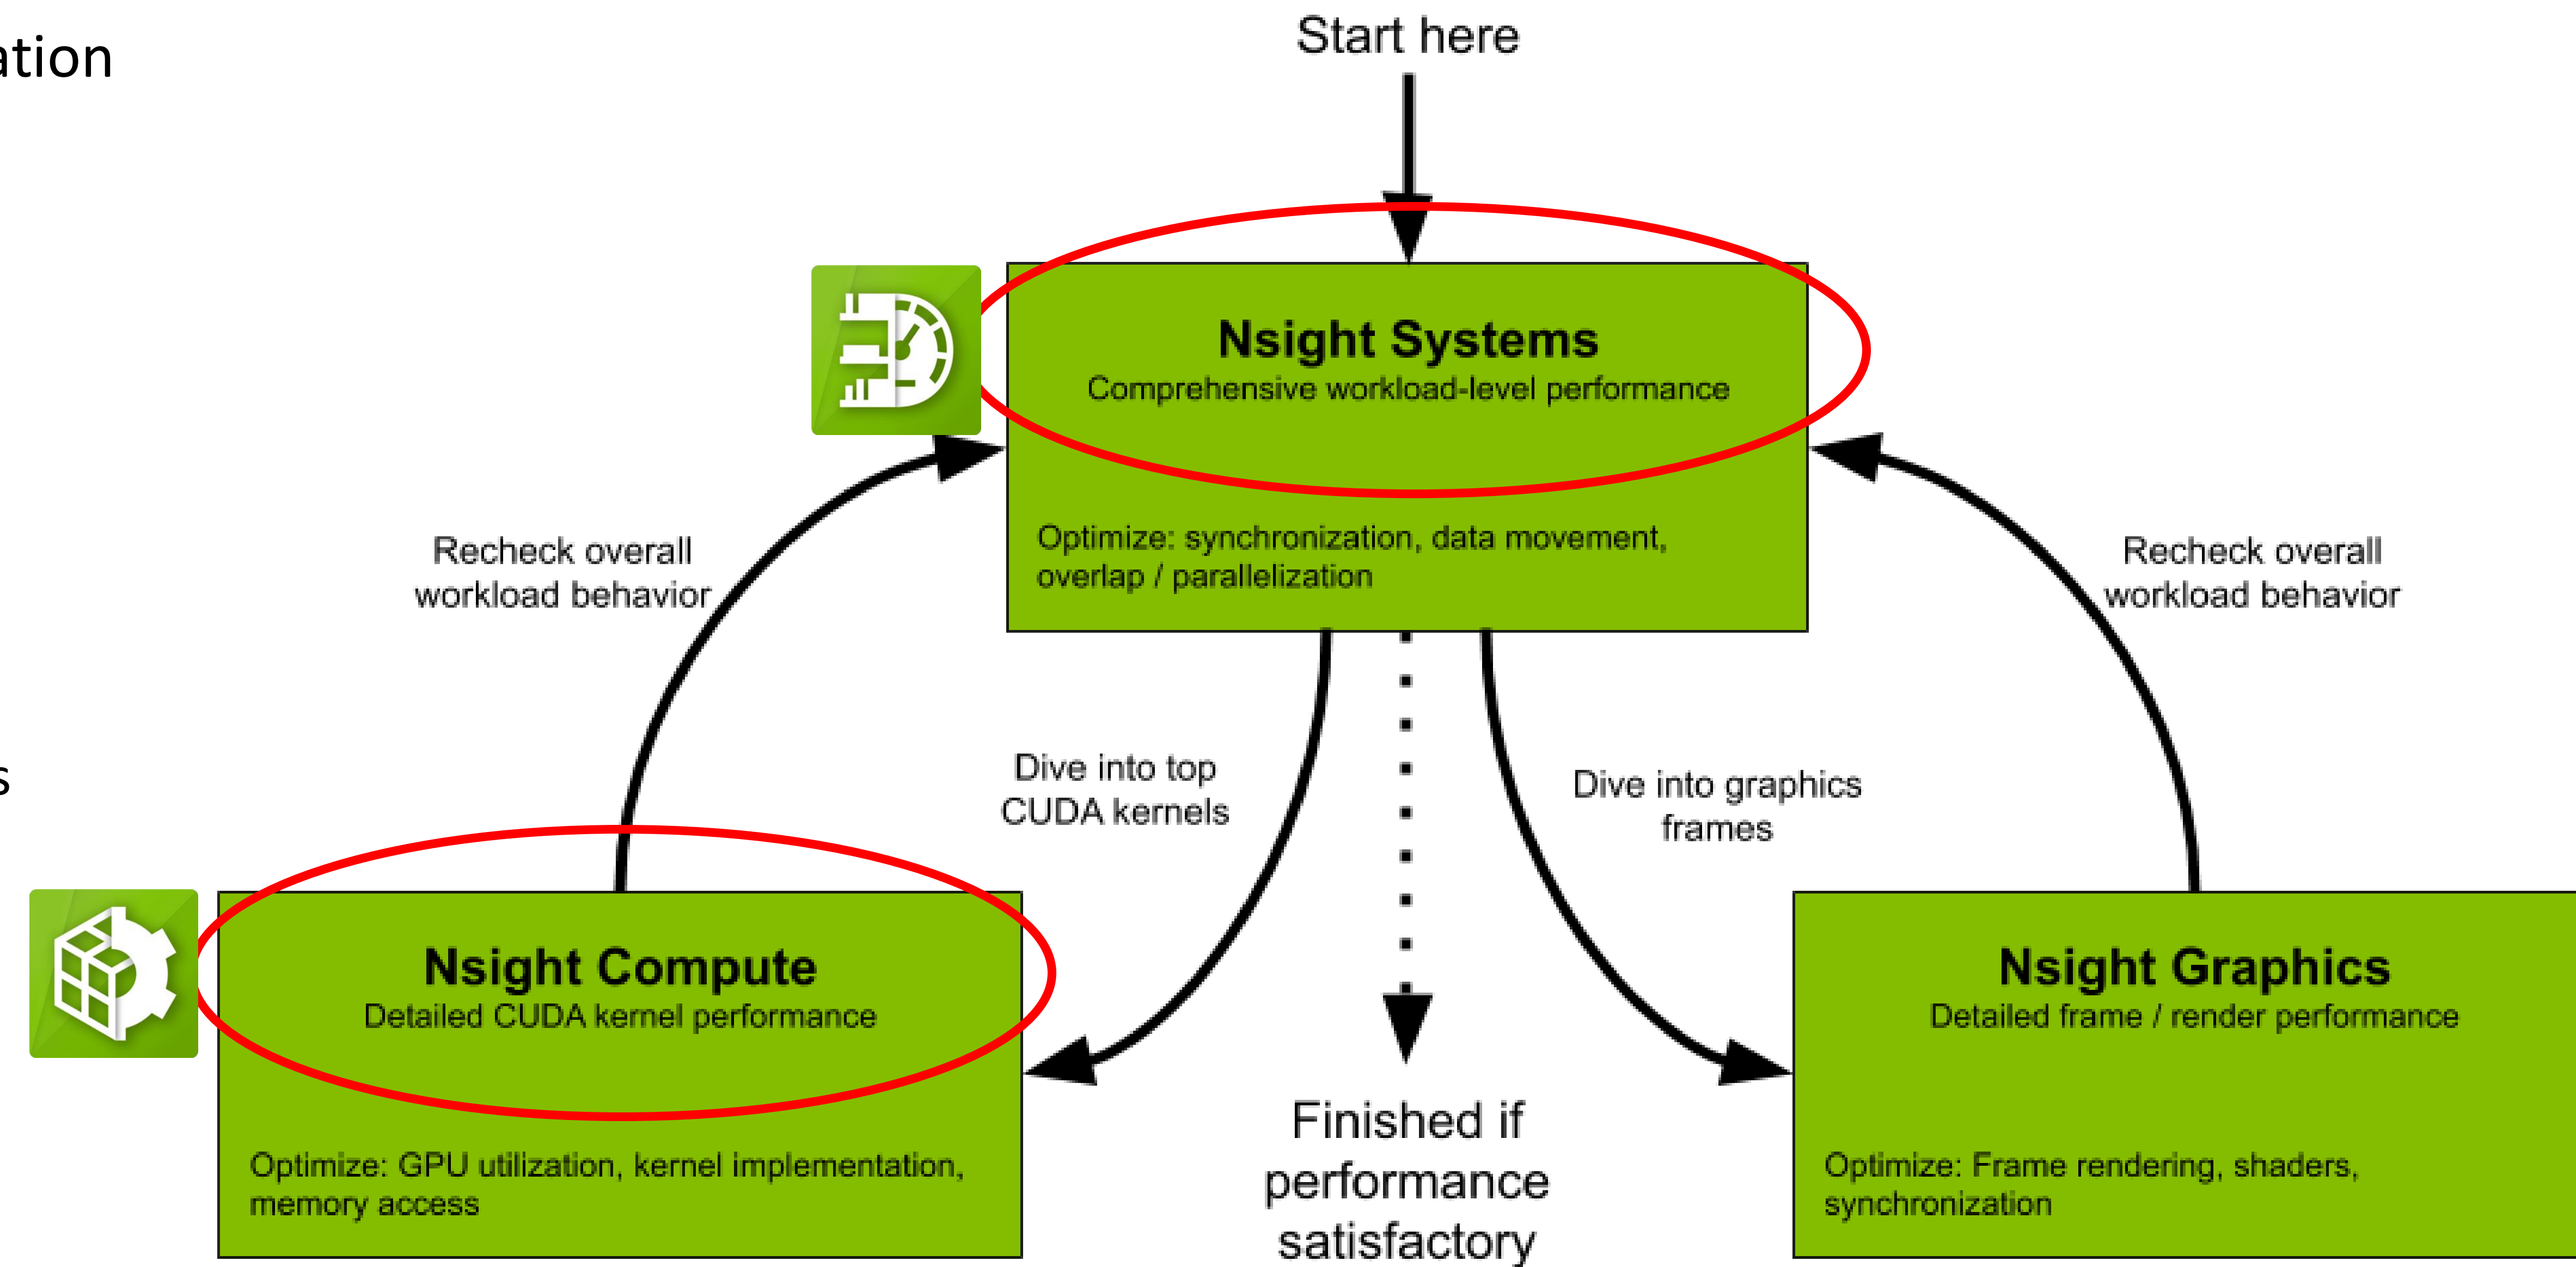 ation
Start here
Nsight Systems
Comprehensive workload-level performance
Optimize: synchronization, data movement,
overlap / parallelization
Recheck overall
workload behavior
Recheck overall
workload behavior
s
Dive into top
CUDA kernels
Dive into graphics
frames
Nsight Compute
Detailed CUDA kernel performance
Optimize: GPU utilization, kernel implementation,
memory access
Nsight Graphics
Detailed frame / render performance
Optimize: Frame rendering, shaders,
synchronization
Finished if
performance
satisfactory